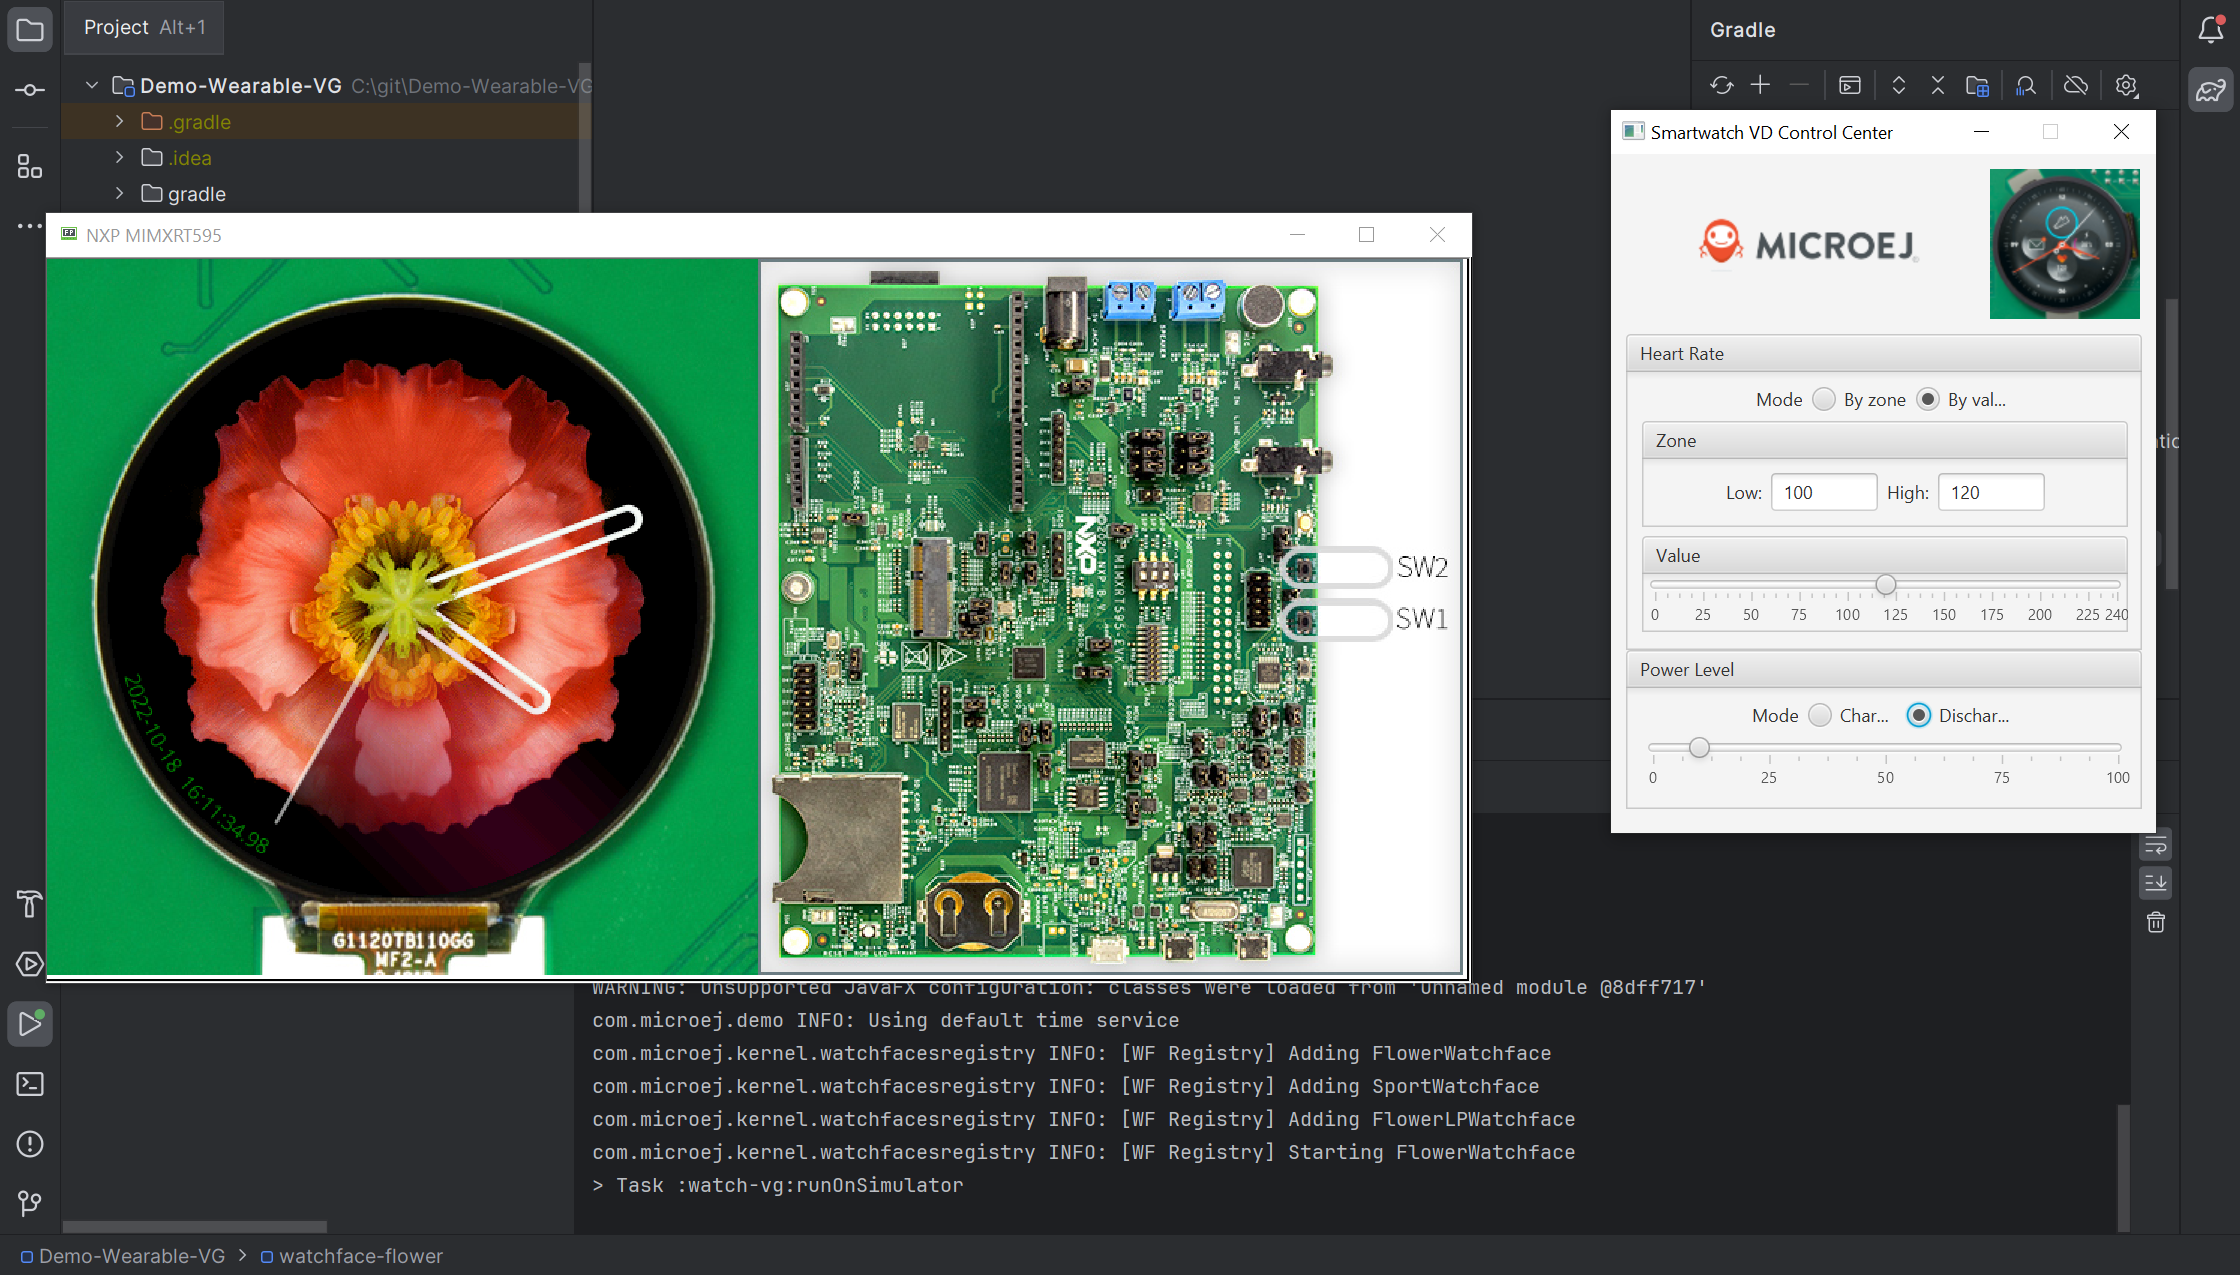 Project Alt+1
Gradle
Demo-Wearable-VG C:\git\Demo-Wearable-VG
.gradle
.idea
gradle
Smartwatch VD Control Center
MICROEJ
Heart Rate
Mode By zone By val...
Zone
Low: 100 High: 120
Value
0 25 50 75 100 125 150 175 200 225 240
Power Level
Mode Char... Dischar...
0 25 50 75 100
NXP MIMXRT595
2022-10-18 16:11:34.98
G1120TB110GG
MF2-A
NXP
SW2
SW1
WARNING: Unsupported JavaFX configuration: classes were loaded from 'unnamed module @8dff717'
com.microej.demo INFO: Using default time service
com.microej.kernel.watchfacesregistry INFO: [WF Registry] Adding FlowerWatchface
com.microej.kernel.watchfacesregistry INFO: [WF Registry] Adding SportWatchface
com.microej.kernel.watchfacesregistry INFO: [WF Registry] Adding FlowerLPWatchface
com.microej.kernel.watchfacesregistry INFO: [WF Registry] Starting FlowerWatchface
> Task :watch-vg:runOnSimulator
Demo-Wearable-VG > watchface-flower